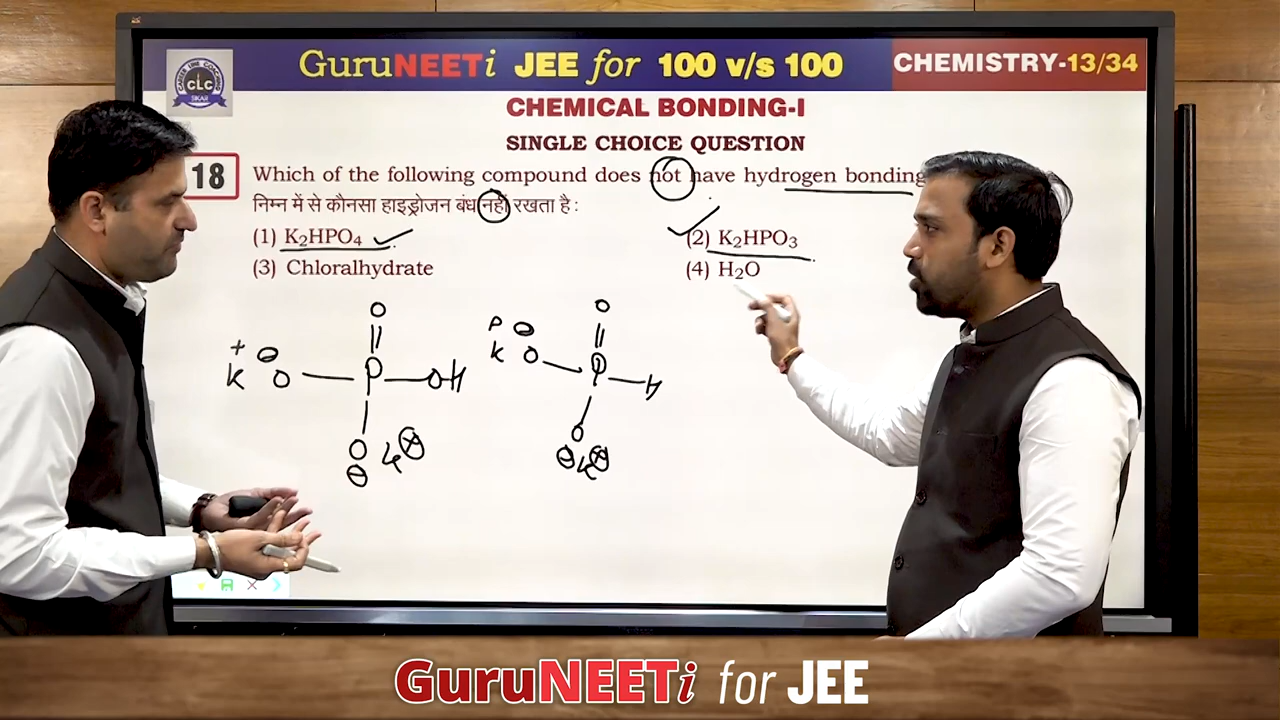 GuruNEETi JEE for 100 v/s 100
CHEMISTRY-13/34
CLC
SIKAR
CHEMICAL BONDING-I
SINGLE CHOICE QUESTION
18 Which of the following compound does not have hydrogen bonding
निम्न में से कौनसा हाइड्रोजन बंध नहीं रखता है :
(1) K₂HPO₄ (2) K₂HPO₃
(3) Chloralhydrate (4) H₂O
O O
+ ⊖ ⊖
K O P OH K O P H
O O
⊖ ⊕ ⊖ ⊕
GuruNEETi for JEE